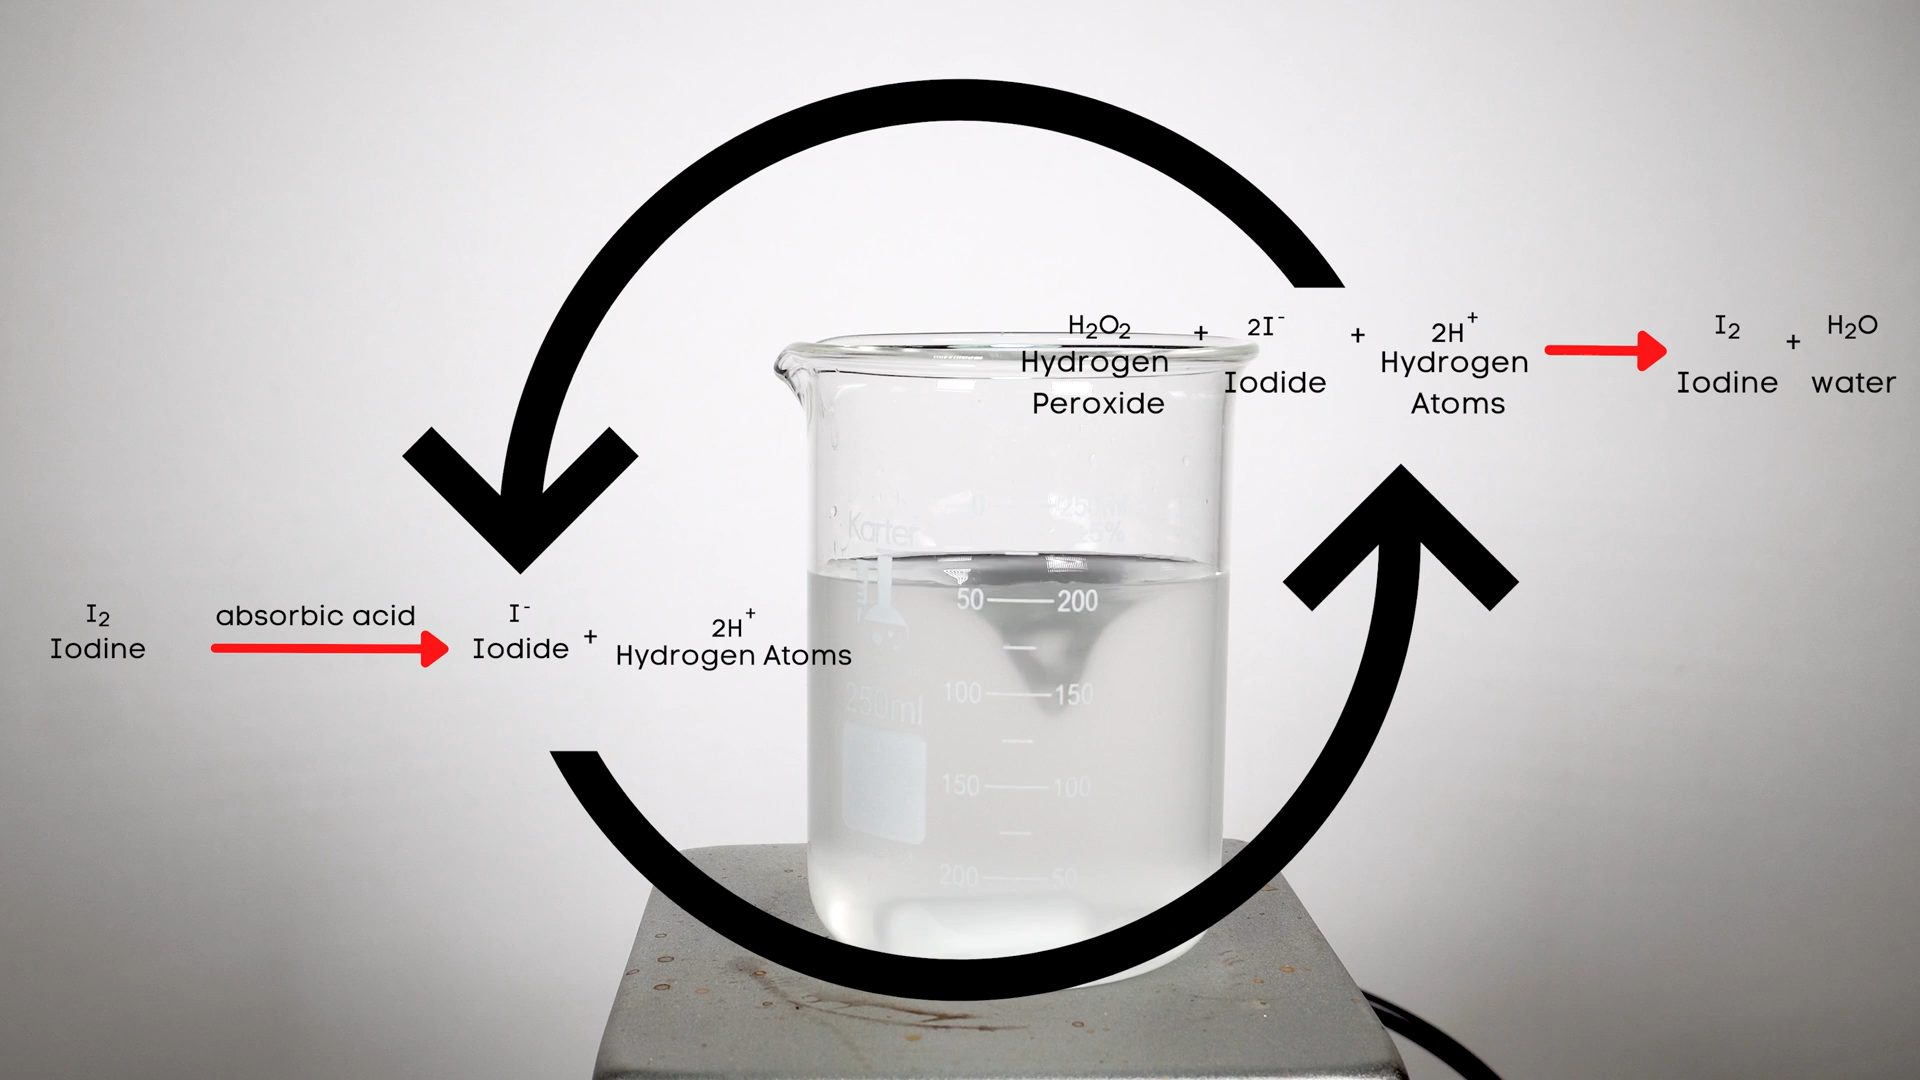 H₂O₂ + 2I⁻ + 2H⁺ I₂ + H₂O
Hydrogen Peroxide Iodide Hydrogen Atoms Iodine water
Karter
250ml
50 200
100 150
150 100
200 50
I₂ absorbic acid I⁻ + 2H⁺
Iodine Iodide Hydrogen Atoms